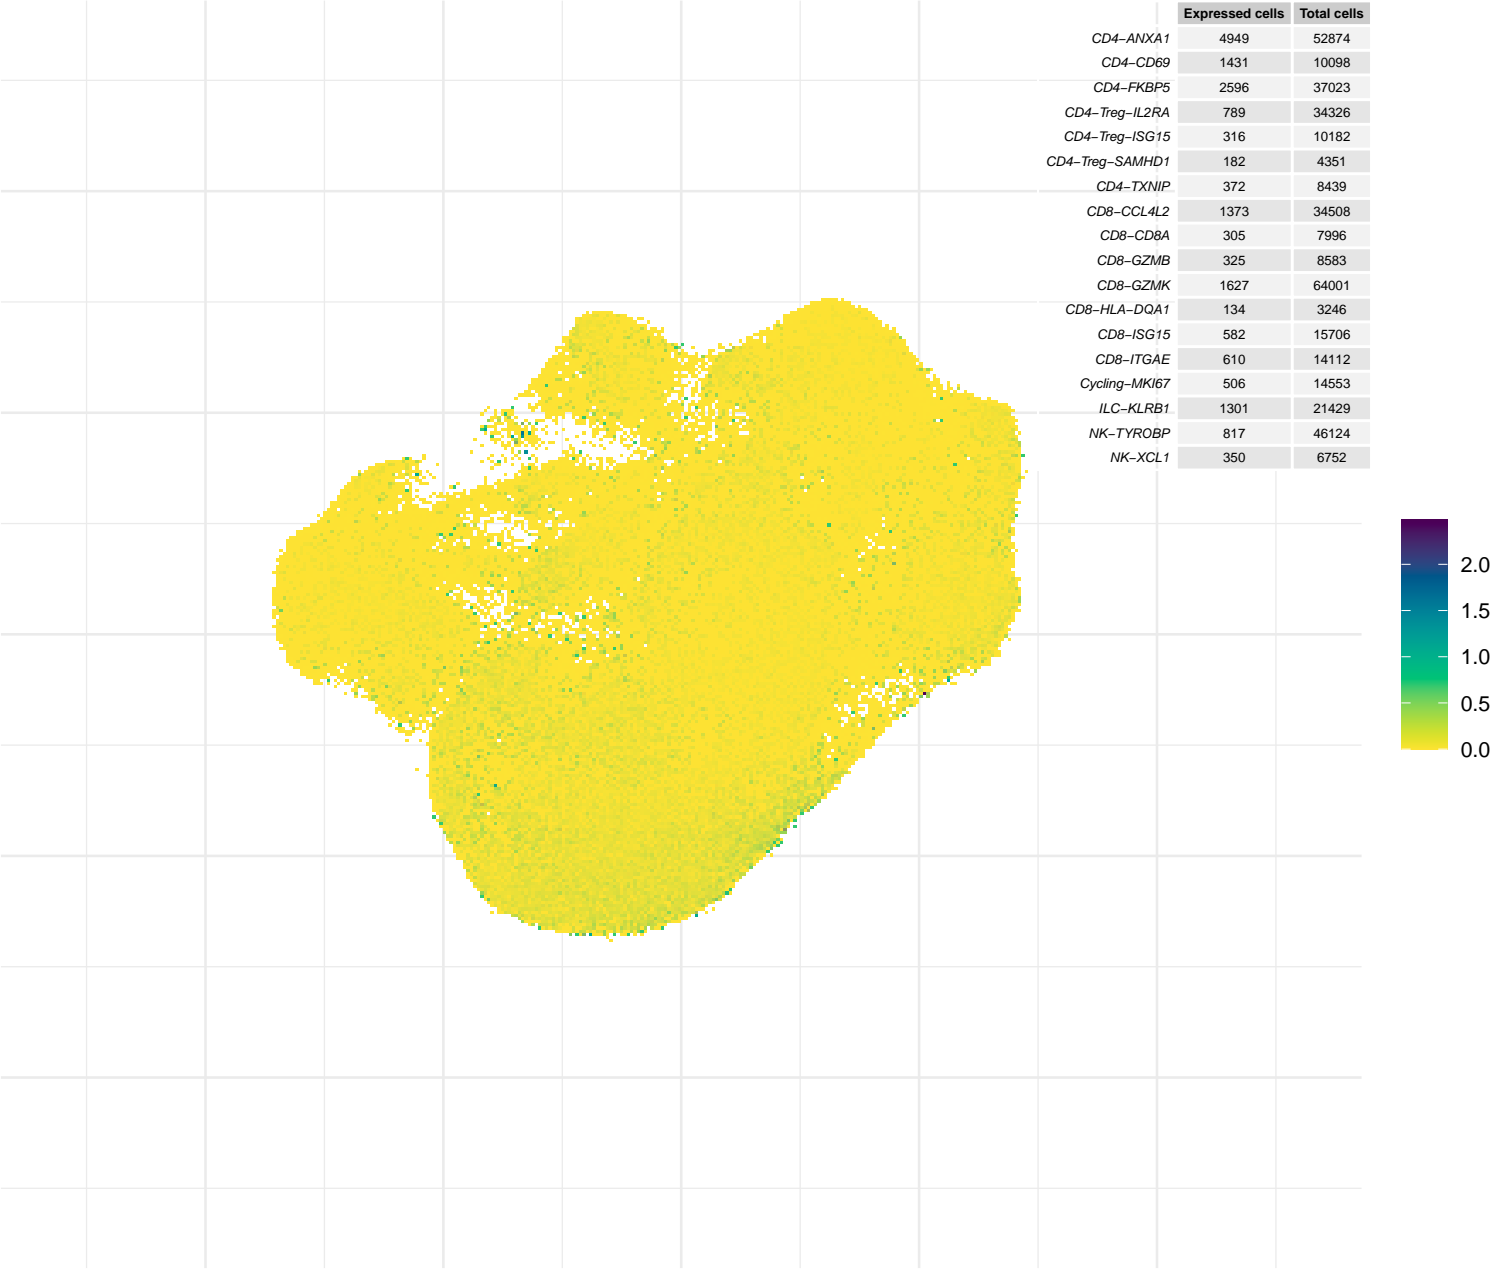 Expressed cells Total cells
CD4−ANXA1 4949 52874
CD4−CD69 1431 10098
CD4−FKBP5 2596 37023
CD4−Treg−IL2RA 789 34326
CD4−Treg−ISG15 316 10182
CD4−Treg−SAMHD1 182 4351
CD4−TXNIP 372 8439
CD8−CCL4L2 1373 34508
CD8−CD8A 305 7996
CD8−GZMB 325 8583
CD8−GZMK 1627 64001
CD8−HLA−DQA1 134 3246
CD8−ISG15 582 15706
CD8−ITGAE 610 14112
Cycling−MKI67 506 14553
ILC−KLRB1 1301 21429
NK−TYROBP 817 46124
NK−XCL1 350 6752
2.0
1.5
1.0
0.5
0.0